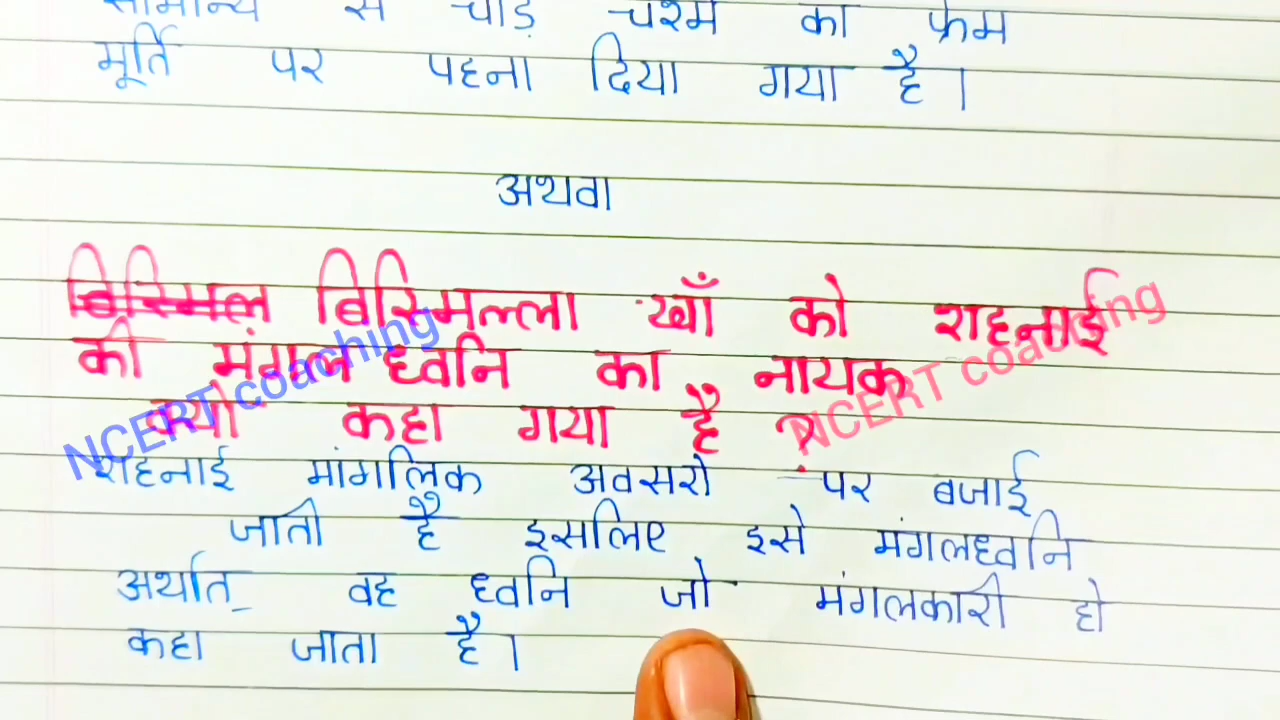 सामान्य से चौड़े चश्मे का फ्रेम
मूर्ति पर पहना दिया गया है।
अथवा
बिस्मिल बिस्मिल्ला खाँ को शहनाई
की मंगल ध्वनि का नायक
क्यों कहा गया है ?
शहनाई मांगलिक अवसरों पर बजाई
जाती है इसलिए इसे मंगलध्वनि
अर्थात् वह ध्वनि जो मंगलकारी हो
कहा जाता है।
NCERT coaching
NCERT coaching